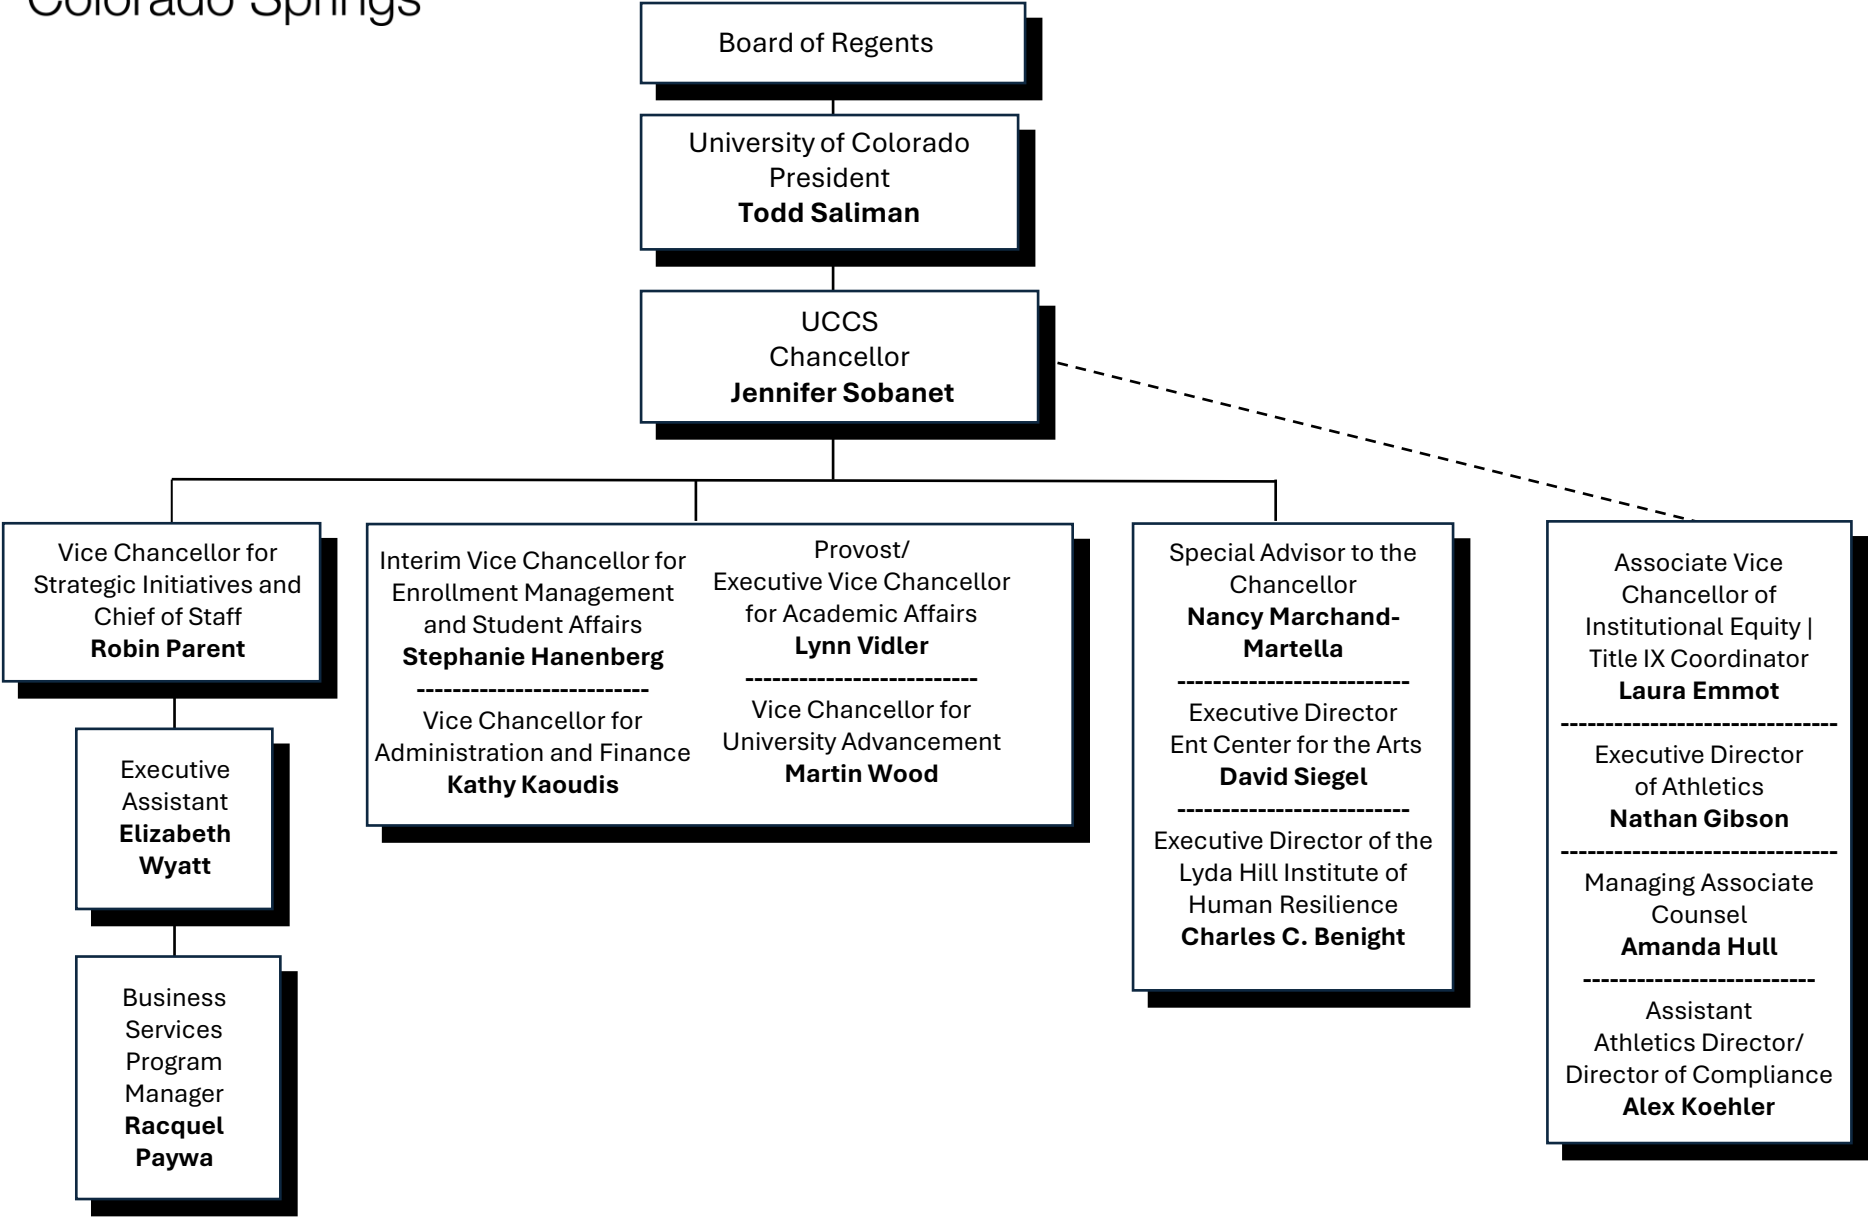 Colorado Springs
Board of Regents
University of Colorado
President
Todd Saliman
UCCS
Chancellor
Jennifer Sobanet
Vice Chancellor for
Strategic Initiatives and
Chief of Staff
Robin Parent
Executive
Assistant
Elizabeth
Wyatt
Business
Services
Program
Manager
Racquel
Paywa
Interim Vice Chancellor for
Enrollment Management
and Student Affairs
Stephanie Hanenberg
--------------------------
Vice Chancellor for
Administration and Finance
Kathy Kaoudis
Provost/
Executive Vice Chancellor
for Academic Affairs
Lynn Vidler
--------------------------
Vice Chancellor for
University Advancement
Martin Wood
Special Advisor to the
Chancellor
Nancy Marchand-
Martella
--------------------------
Executive Director
Ent Center for the Arts
David Siegel
--------------------------
Executive Director of the
Lyda Hill Institute of
Human Resilience
Charles C. Benight
Associate Vice
Chancellor of
Institutional Equity |
Title IX Coordinator
Laura Emmot
-------------------------------
Executive Director
of Athletics
Nathan Gibson
-------------------------------
Managing Associate
Counsel
Amanda Hull
--------------------------
Assistant
Athletics Director/
Director of Compliance
Alex Koehler